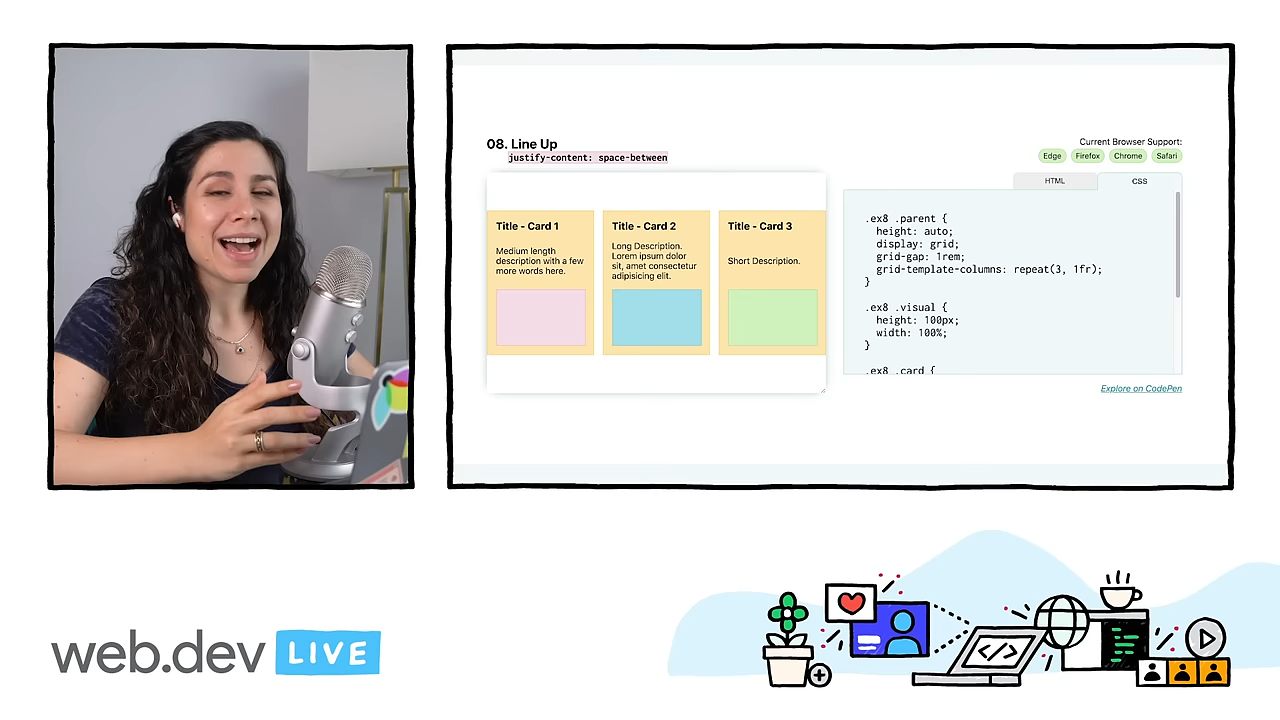 08. Line Up
justify-content: space-between
Current Browser Support:
Edge Firefox Chrome Safari
HTML CSS
Title - Card 1
Medium length
description with a few
more words here.
Title - Card 2
Long Description.
Lorem ipsum dolor
sit, amet consectetur
adipisicing elit.
Title - Card 3
Short Description.
.ex8 .parent {
height: auto;
display: grid;
grid-gap: 1rem;
grid-template-columns: repeat(3, 1fr);
}
.ex8 .visual {
height: 100px;
width: 100%;
}
.ex8 .card {
Explore on CodePen
web.dev LIVE
</>